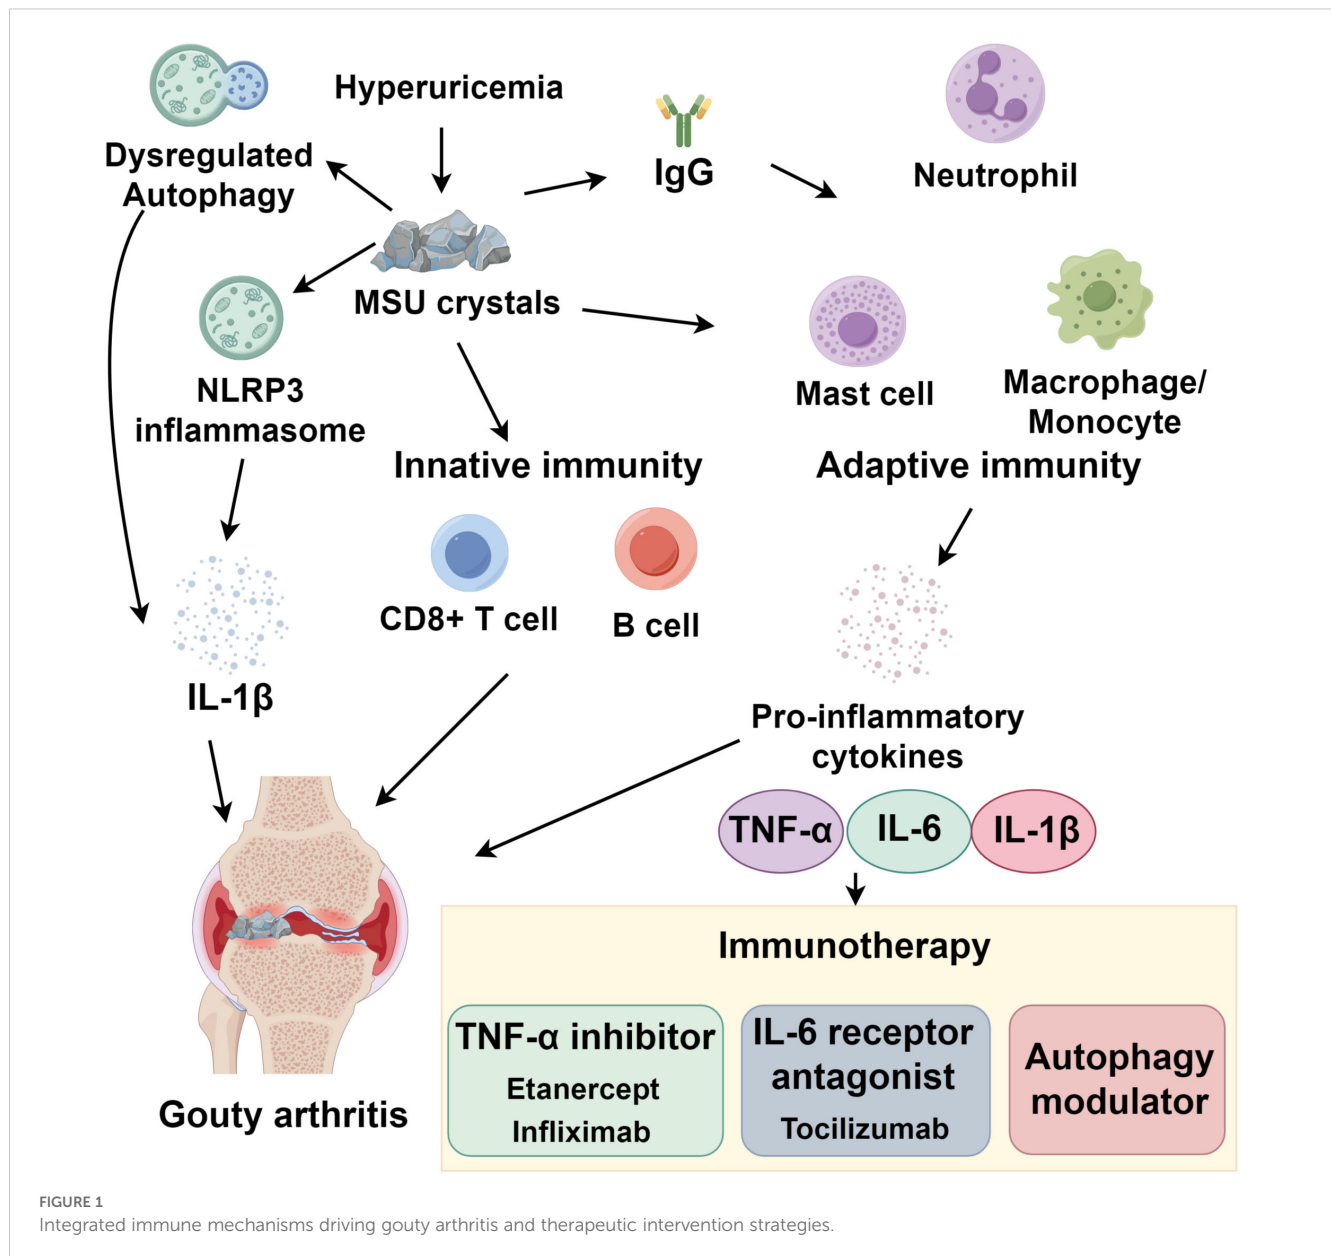 Hyperuricemia
Dysregulated
Autophagy
IgG
Neutrophil
MSU crystals
NLRP3
inflammasome
Mast cell
Macrophage/
Monocyte
Innative immunity
Adaptive immunity
CD8+ T cell
B cell
IL-1β
Pro-inflammatory
cytokines
TNF-α
IL-6
IL-1β
Gouty arthritis
Immunotherapy
TNF-α inhibitor
Etanercept
Infliximab
IL-6 receptor
antagonist
Tocilizumab
Autophagy
modulator
FIGURE 1
Integrated immune mechanisms driving gouty arthritis and therapeutic intervention strategies.